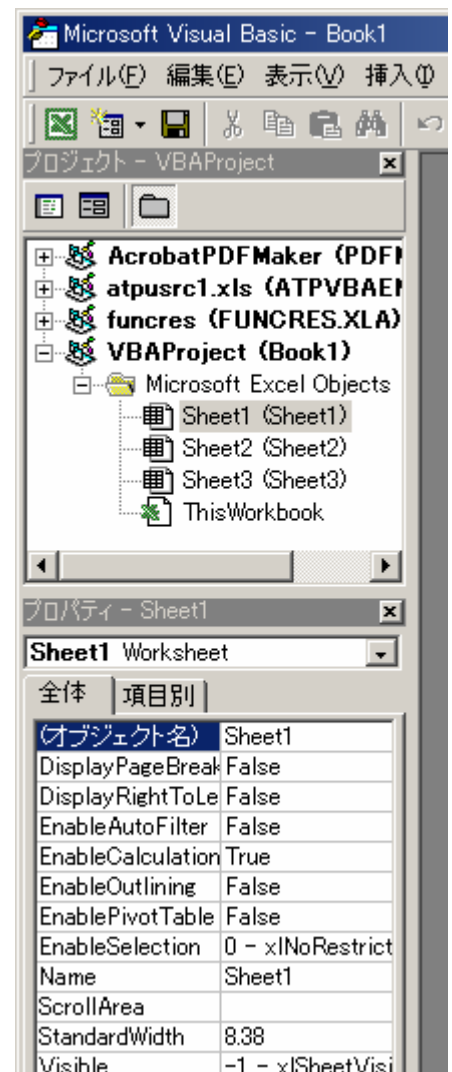 Microsoft Visual Basic - Book1
ファイル(F) 編集(E) 表示(V) 挿入(I)
プロジェクト - VBAProject
AcrobatPDFMaker (PDFM
atpusrc1.xls (ATPVBAEN
funcres (FUNCRES.XLA)
VBAProject (Book1)
Microsoft Excel Objects
Sheet1 (Sheet1)
Sheet2 (Sheet2)
Sheet3 (Sheet3)
ThisWorkbook
プロパティ - Sheet1
Sheet1 Worksheet
全体 項目別
(オブジェクト名) Sheet1
DisplayPageBreak False
DisplayRightToLe False
EnableAutoFilter False
EnableCalculation True
EnableOutlining False
EnablePivotTable False
EnableSelection 0 - xlNoRestrict
Name Sheet1
ScrollArea
StandardWidth 8.38
Visible -1 - xlSheetVisi